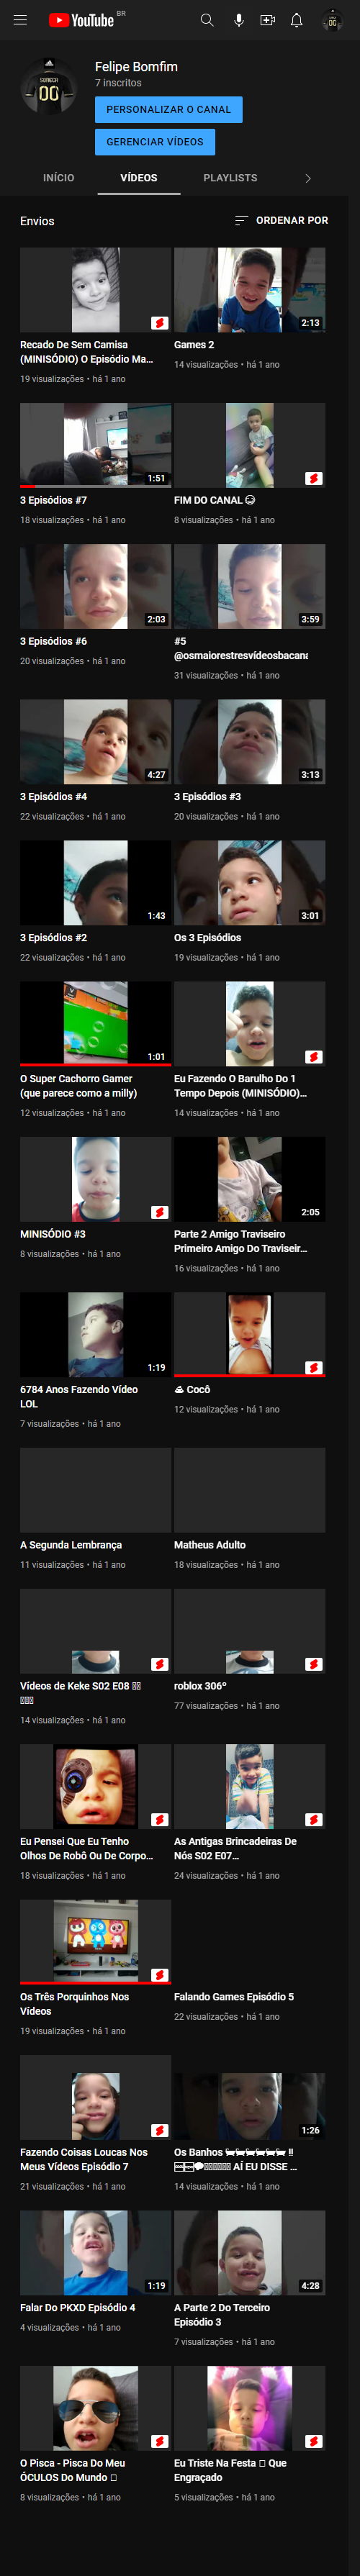 YouTube BR
SONECA
00
Felipe Bomfim
7 inscritos
PERSONALIZAR O CANAL
GERENCIAR VÍDEOS
INÍCIO VÍDEOS PLAYLISTS
Envios ORDENAR POR
2:13
Recado De Sem Camisa
(MINISÓDIO) O Episódio Ma...
19 visualizações • há 1 ano
Games 2
14 visualizações • há 1 ano
1:51
3 Episódios #7
18 visualizações • há 1 ano
FIM DO CANAL 😂
8 visualizações • há 1 ano
2:03
3 Episódios #6
20 visualizações • há 1 ano
3:59
#5
@osmaiorestresvídeosbacana
31 visualizações • há 1 ano
4:27
3 Episódios #4
22 visualizações • há 1 ano
3:13
3 Episódios #3
20 visualizações • há 1 ano
1:43
3 Episódios #2
22 visualizações • há 1 ano
3:01
Os 3 Episódios
19 visualizações • há 1 ano
1:01
O Super Cachorro Gamer
(que parece como a milly)
12 visualizações • há 1 ano
Eu Fazendo O Barulho Do 1
Tempo Depois (MINISÓDIO)...
14 visualizações • há 1 ano
MINISÓDIO #3
8 visualizações • há 1 ano
2:05
Parte 2 Amigo Traviseiro
Primeiro Amigo Do Traviseir...
16 visualizações • há 1 ano
1:19
6784 Anos Fazendo Vídeo
LOL
7 visualizações • há 1 ano
💩 Cocô
12 visualizações • há 1 ano
A Segunda Lembrança
11 visualizações • há 1 ano
Matheus Adulto
18 visualizações • há 1 ano
Vídeos de Keke S02 E08
14 visualizações • há 1 ano
roblox 306º
77 visualizações • há 1 ano
Eu Pensei Que Eu Tenho
Olhos De Robô Ou De Corpo...
18 visualizações • há 1 ano
As Antigas Brincadeiras De
Nós S02 E07...
24 visualizações • há 1 ano
Os Três Porquinhos Nos
Vídeos
19 visualizações • há 1 ano
Falando Games Episódio 5
22 visualizações • há 1 ano
Fazendo Coisas Loucas Nos
Meus Vídeos Episódio 7
21 visualizações • há 1 ano
1:26
Os Banhos 🛏🛏🛏🛏🛏🛏 !!
AÍ EU DISSE ...
14 visualizações • há 1 ano
1:19
Falar Do PKXD Episódio 4
4 visualizações • há 1 ano
4:28
A Parte 2 Do Terceiro
Episódio 3
7 visualizações • há 1 ano
O Pisca - Pisca Do Meu
ÓCULOS Do Mundo
8 visualizações • há 1 ano
Eu Triste Na Festa Que
Engraçado
5 visualizações • há 1 ano